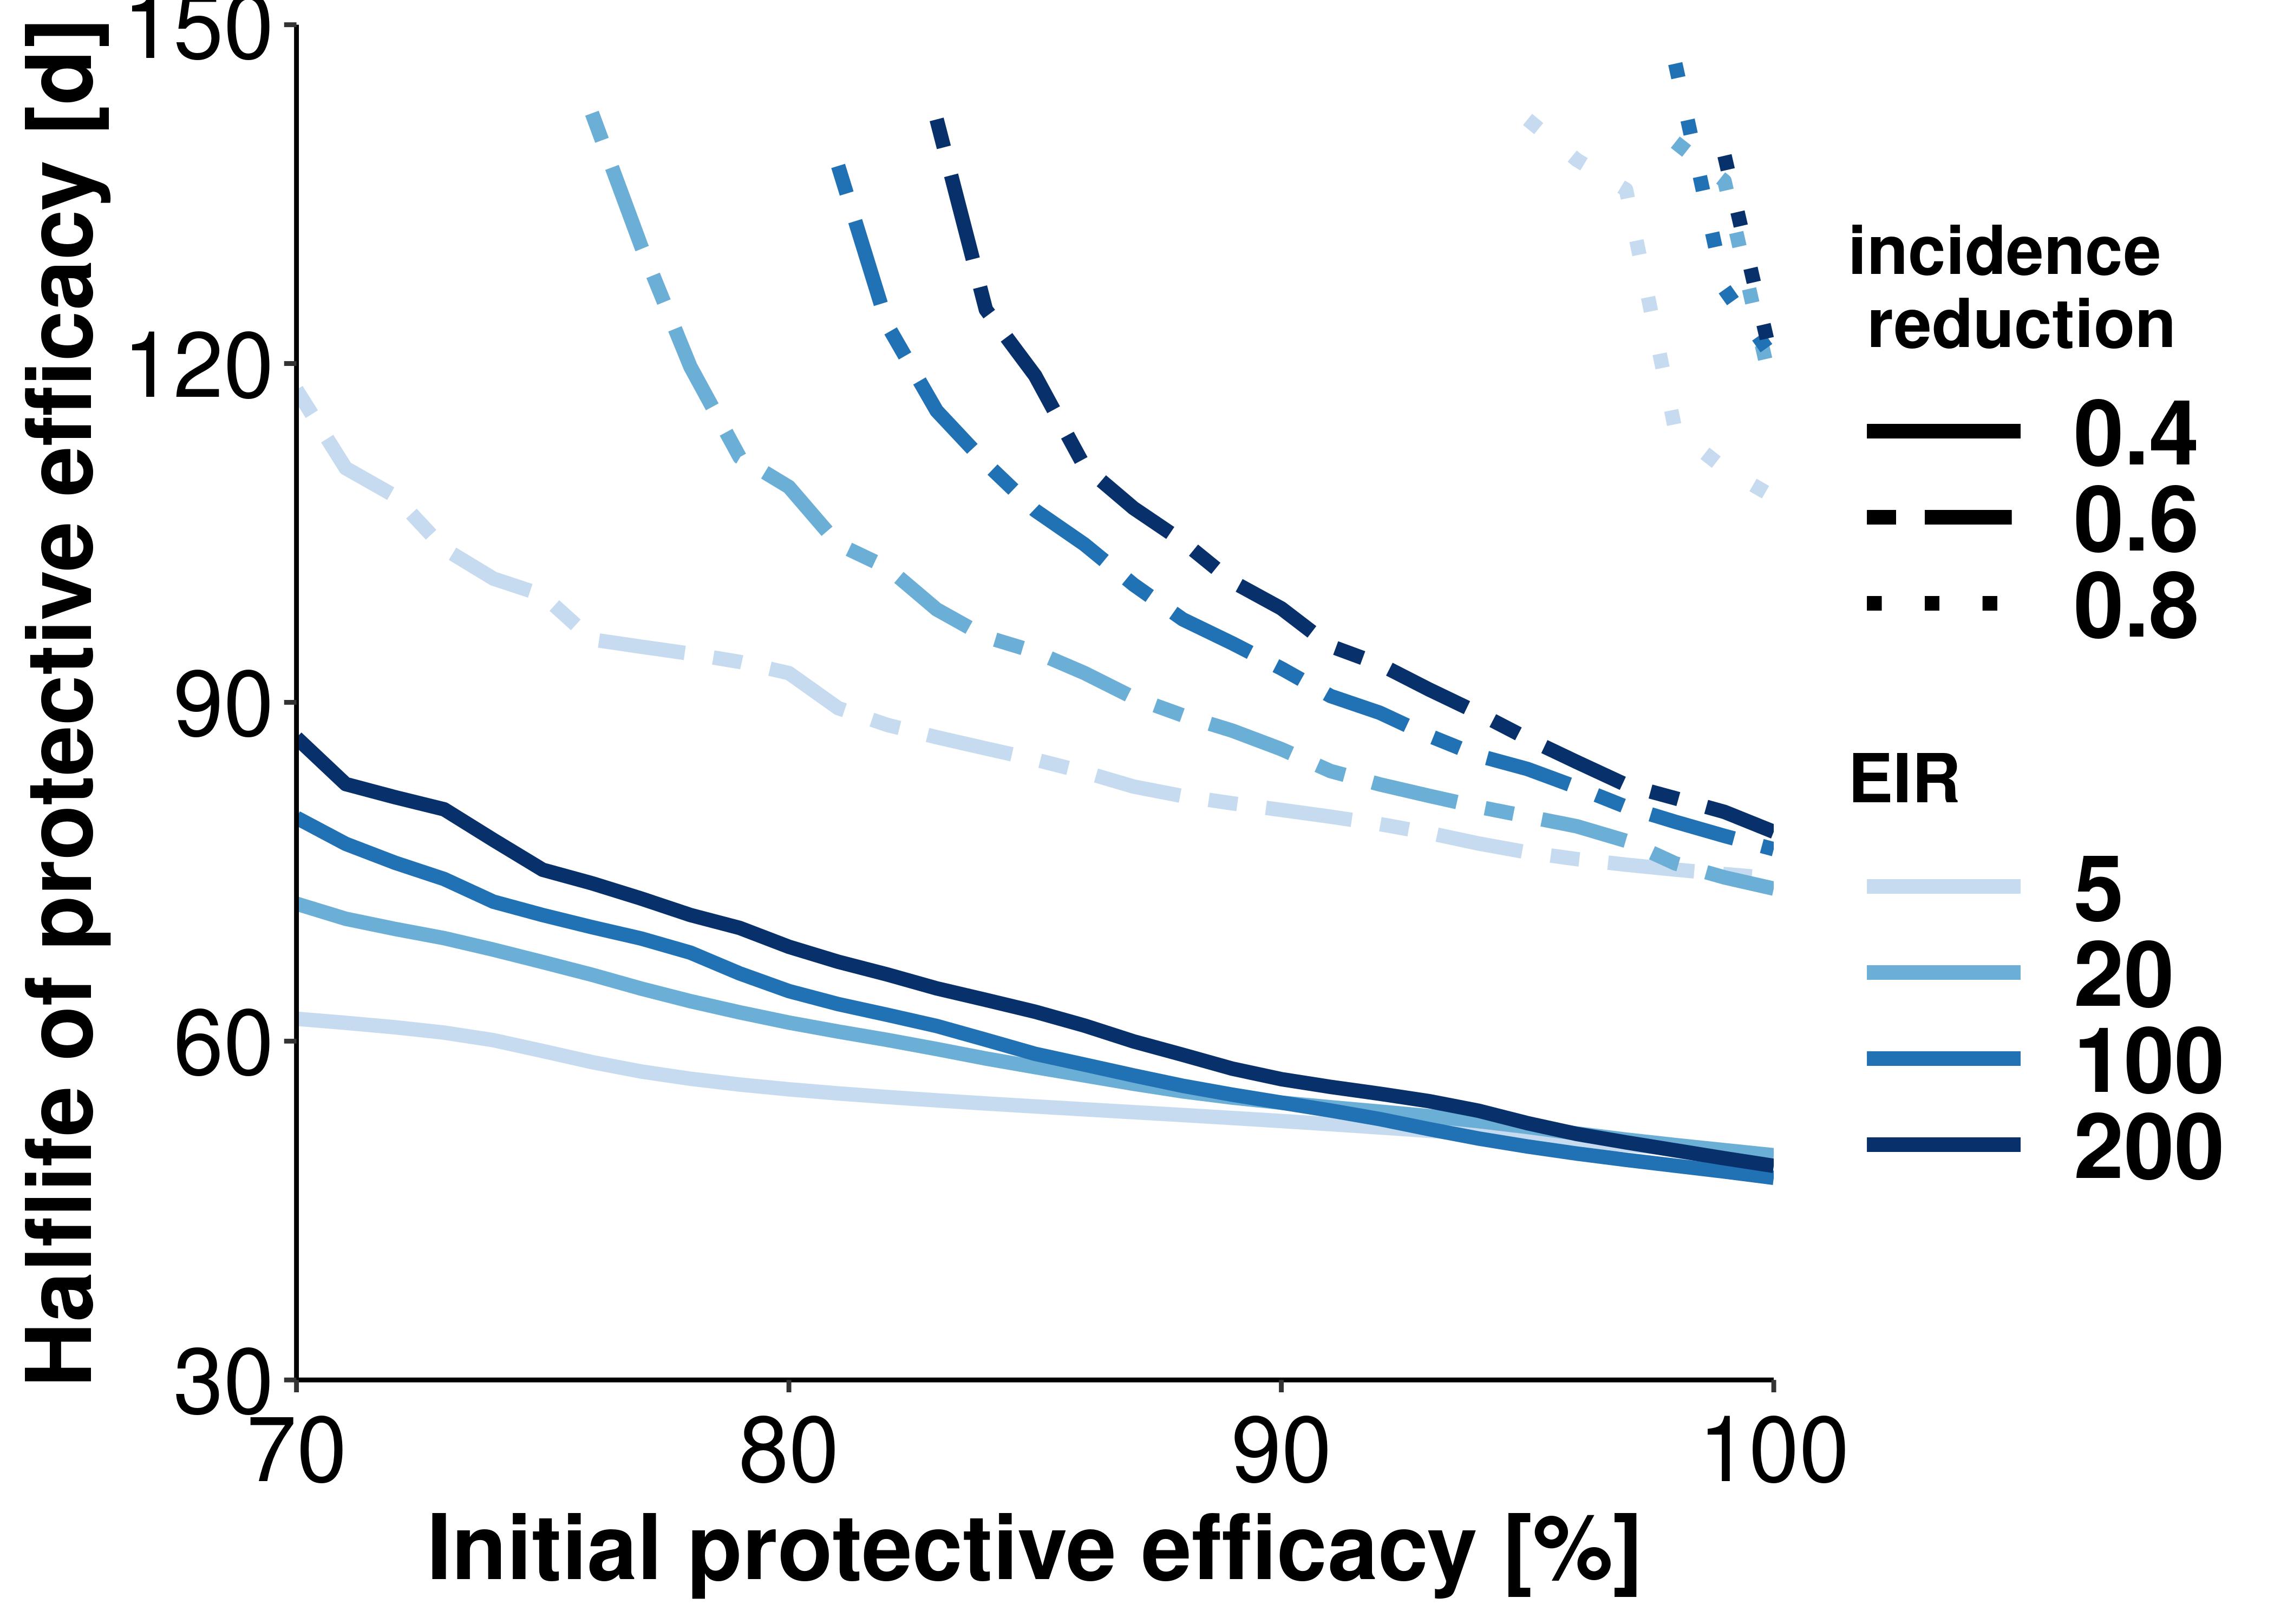 Halflife of protective efficacy [d]
150
120
90
60
30
70 80 90 100
Initial protective efficacy [%]
incidence
reduction
0.4
0.6
0.8
EIR
5
20
100
200